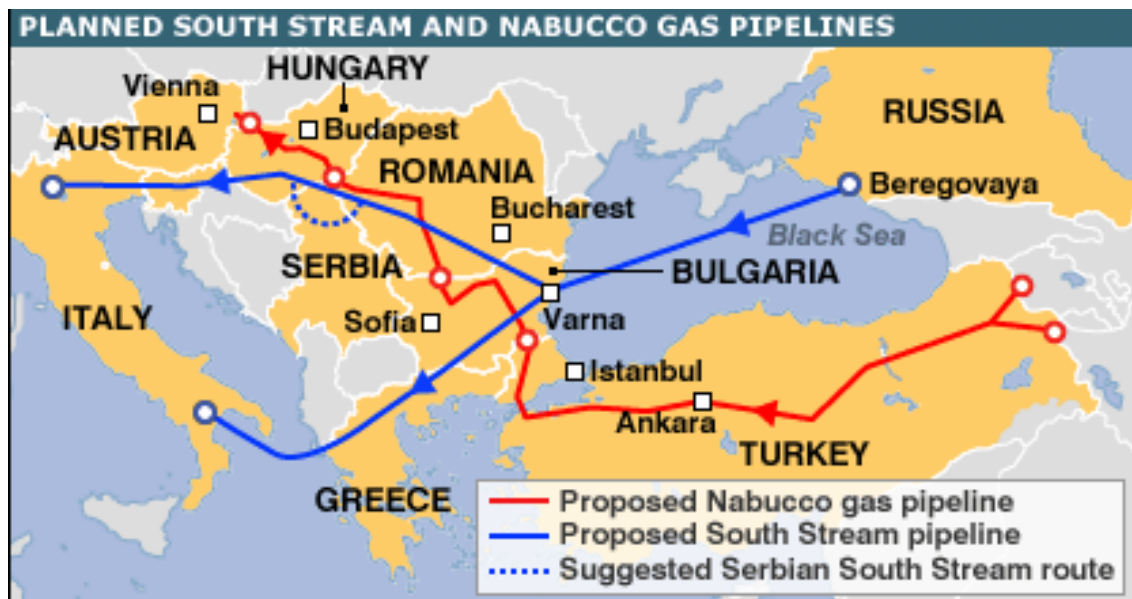 PLANNED SOUTH STREAM AND NABUCCO GAS PIPELINES
HUNGARY
Vienna
RUSSIA
AUSTRIA
Budapest
ROMANIA
Beregovaya
Bucharest
Black Sea
SERBIA
BULGARIA
ITALY
Sofia
Varna
Istanbul
Ankara
TURKEY
GREECE
Proposed Nabucco gas pipeline
Proposed South Stream pipeline
Suggested Serbian South Stream route